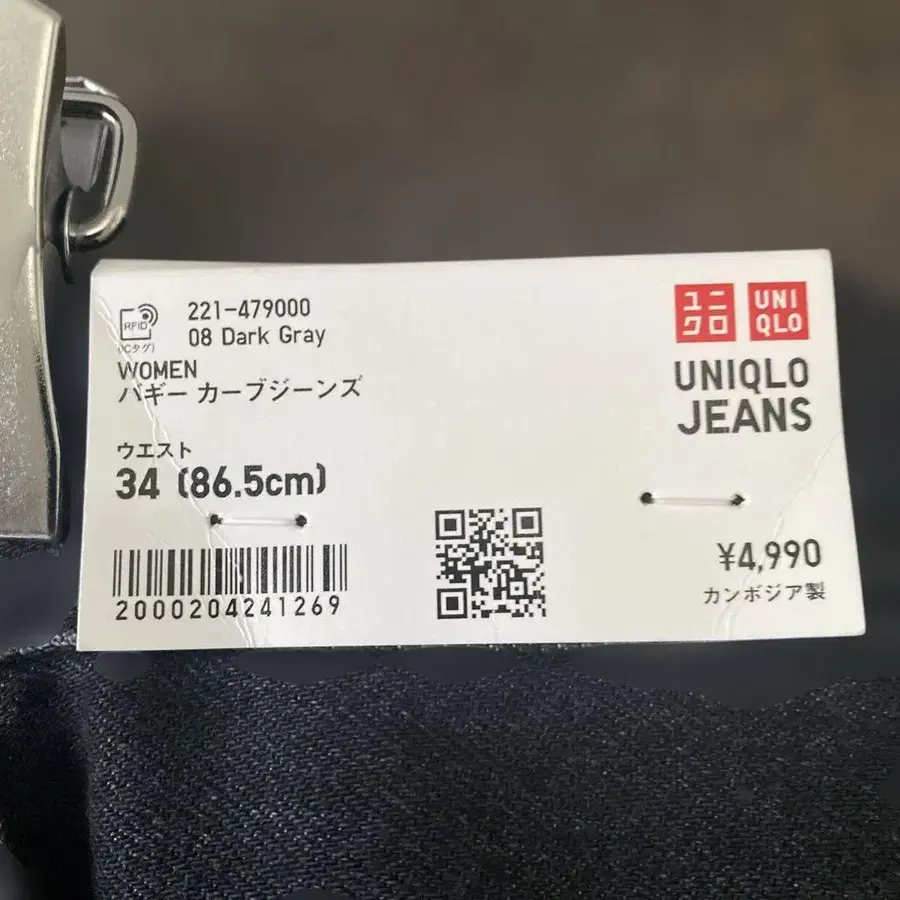 RFID
(ICタグ)
221-479000
08 Dark Gray
WOMEN
バギー カーブジーンズ
ウエスト
34 (86.5cm)
2000204241269
ユニ
クロ
UNI
QLO
UNIQLO
JEANS
¥4,990
カンボジア製